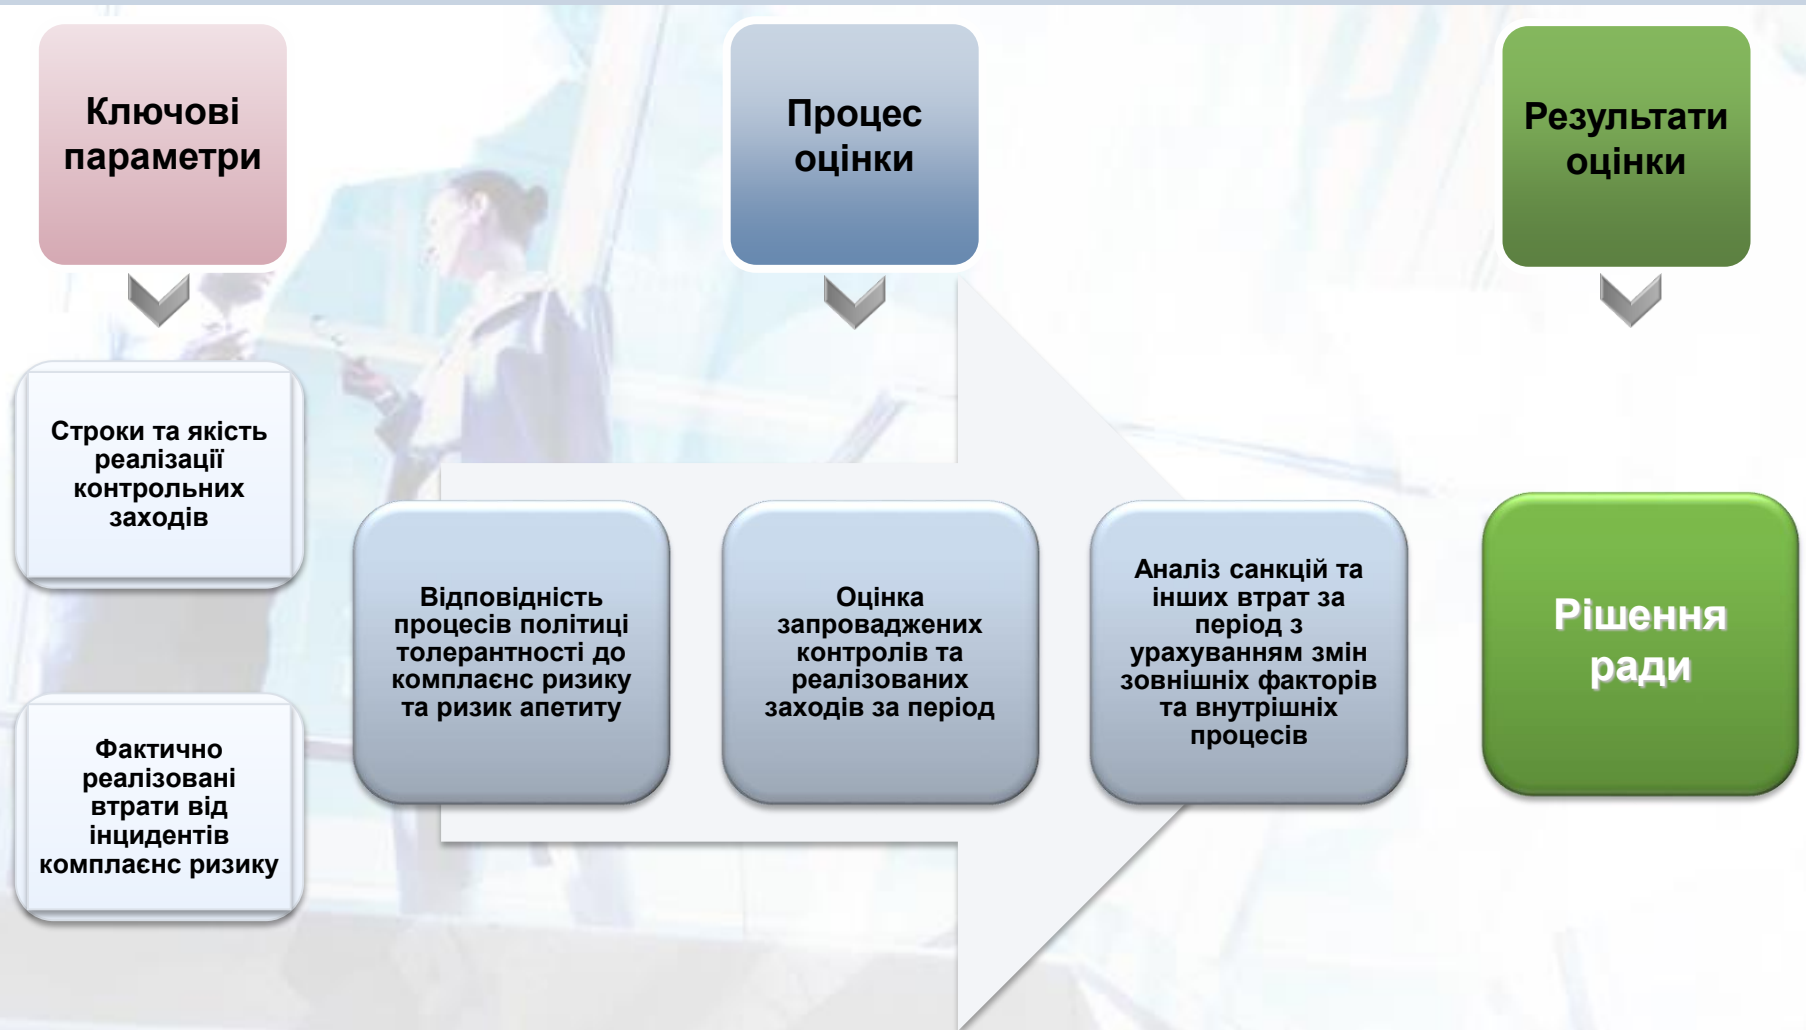 Ключові
параметри
Процес
оцінки
Результати
оцінки
Строки та якість
реалізації
контрольних
заходів
Фактично
реалізовані
втрати від
інцидентів
комплаєнс ризику
Відповідність
процесів політиці
толерантності до
комплаєнс ризику
та ризик апетиту
Оцінка
запроваджених
контролів та
реалізованих
заходів за період
Аналіз санкцій та
інших втрат за
період з
урахуванням змін
зовнішніх факторів
та внутрішніх
процесів
Рішення
ради